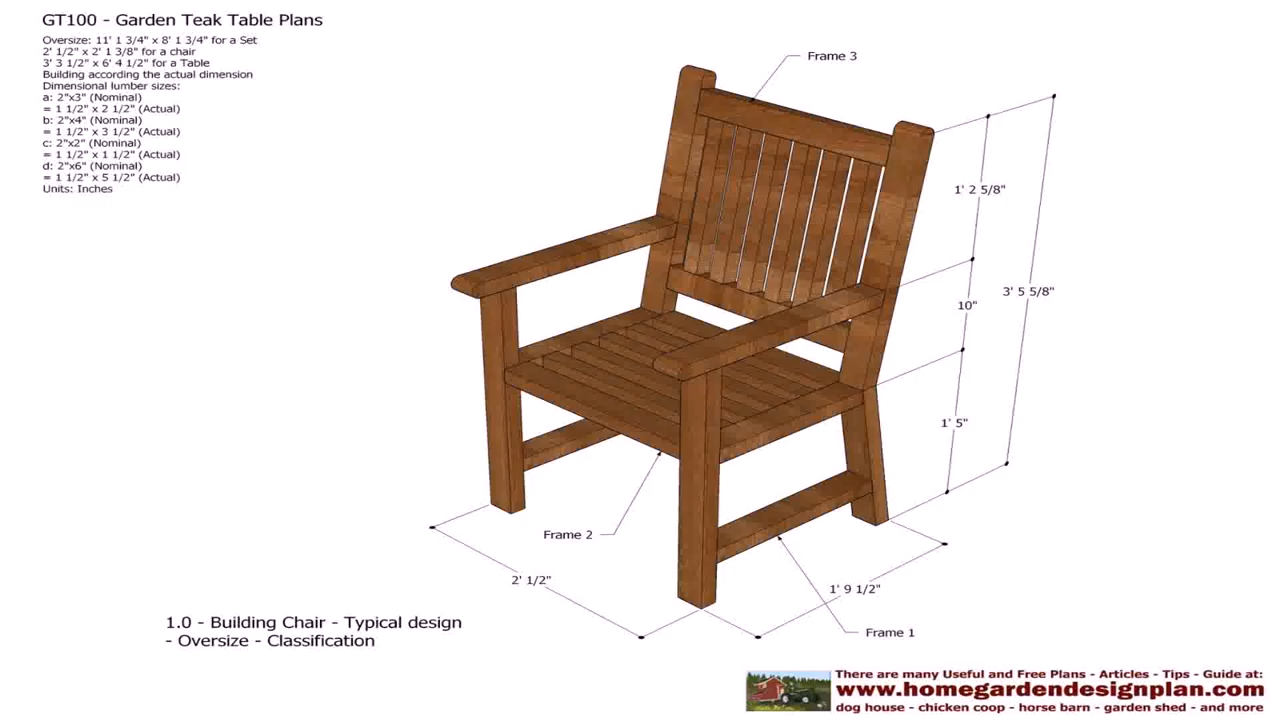 GT100 - Garden Teak Table Plans
Oversize: 11' 1 3/4" x 8' 1 3/4" for a Set
2' 1/2" x 2' 1 3/8" for a chair
3' 3 1/2" x 6' 4 1/2" for a Table
Building according the actual dimension
Dimensional lumber sizes:
a: 2"x3" (Nominal)
= 1 1/2" x 2 1/2" (Actual)
b: 2"x4" (Nominal)
= 1 1/2" x 3 1/2" (Actual)
c: 2"x2" (Nominal)
= 1 1/2" x 1 1/2" (Actual)
d: 2"x6" (Nominal)
= 1 1/2" x 5 1/2" (Actual)
Units: Inches
Frame 3
1' 2 5/8"
3' 5 5/8"
10"
1' 5"
Frame 2
2' 1/2"
1' 9 1/2"
Frame 1
1.0 - Building Chair - Typical design
- Oversize - Classification
There are many Useful and Free Plans - Articles - Tips - Guide at:
www.homegardendesignplan.com
dog house - chicken coop - horse barn - garden shed - and more